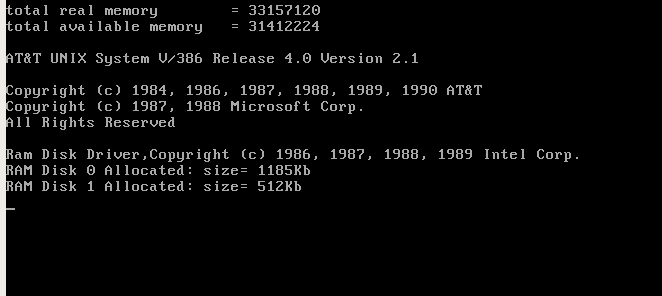 total real memory        = 33157120
total available memory   = 31412224
AT&T UNIX System V/386 Release 4.0 Version 2.1
Copyright (c) 1984, 1986, 1987, 1988, 1989, 1990 AT&T
Copyright (c) 1987, 1988 Microsoft Corp.
All Rights Reserved
Ram Disk Driver,Copyright (c) 1986, 1987, 1988, 1989 Intel Corp.
RAM Disk 0 Allocated: size= 1185Kb
RAM Disk 1 Allocated: size= 512Kb